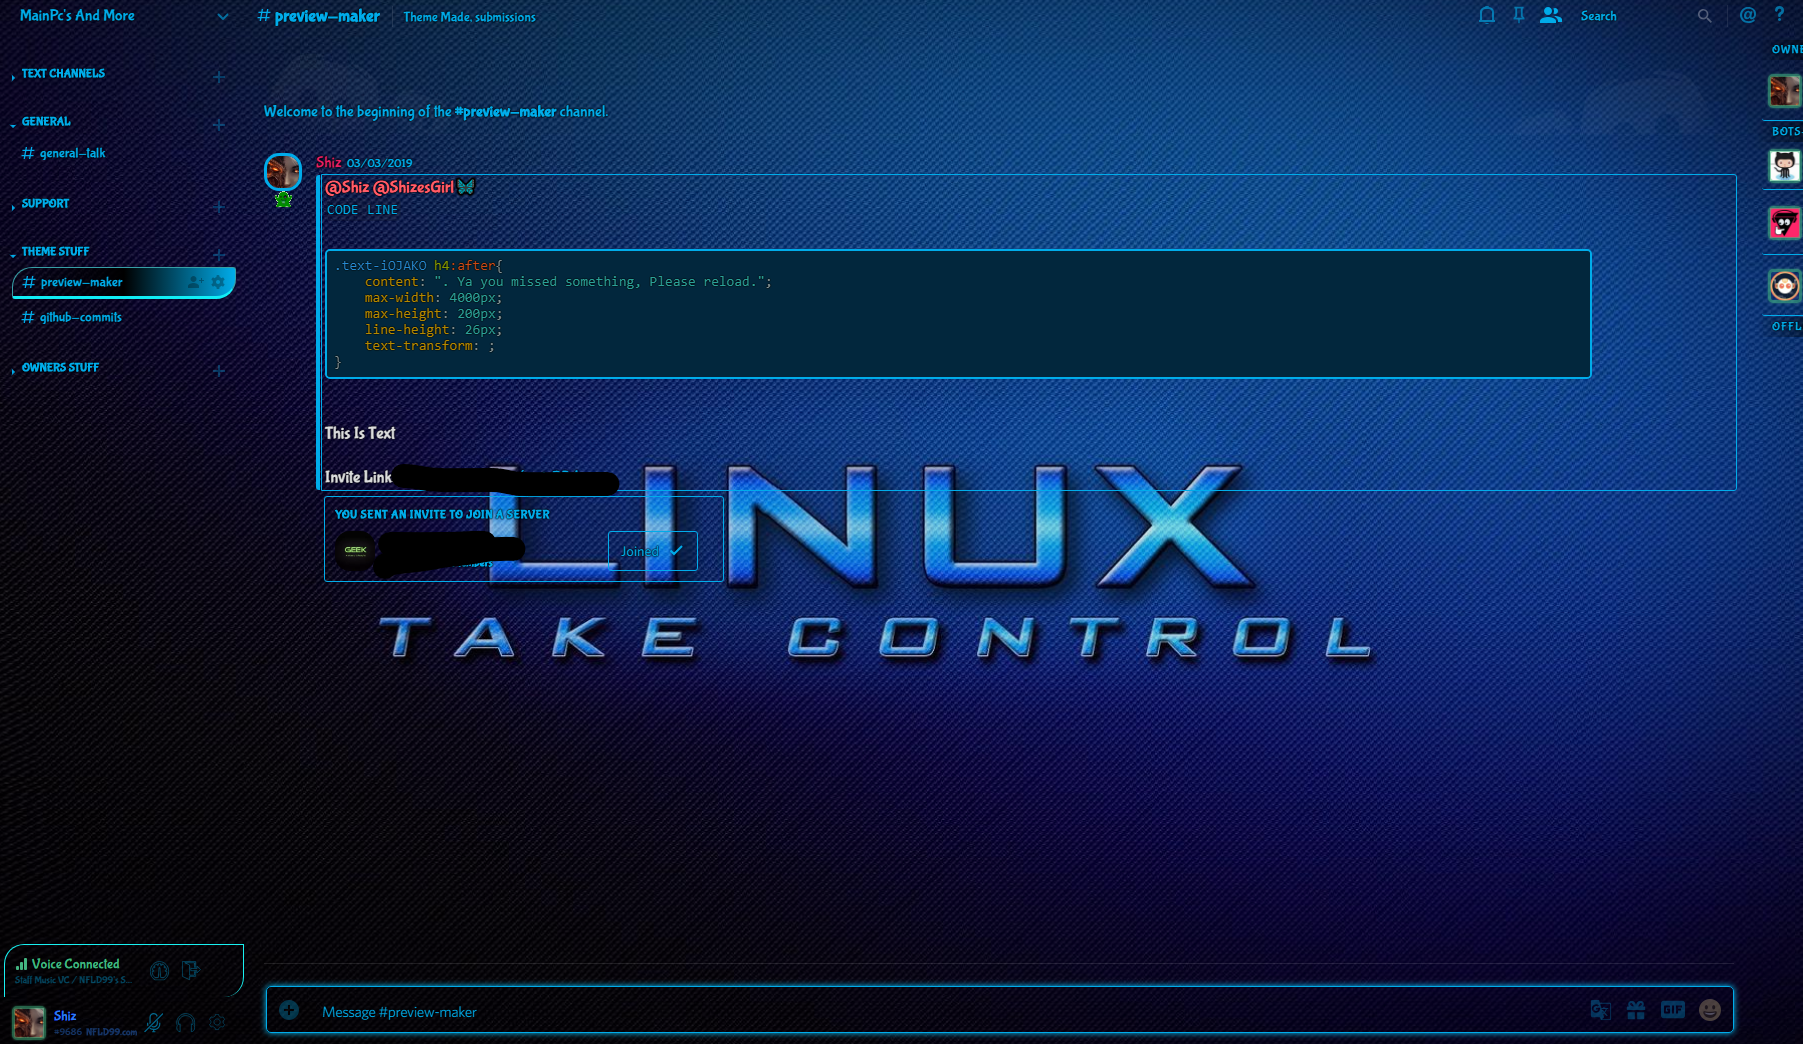 MainPc's And More
# preview-maker
Theme Made. submissions
Search
TEXT CHANNELS
GENERAL
# general-talk
SUPPORT
THEME STUFF
# preview-maker
# github-commits
OWNERS STUFF
Welcome to the beginning of the #preview-maker channel.
Shiz 03/03/2019
@Shiz @ShizesGirl
CODE LINE
.text-iOJAKO h4:after{
content: ". Ya you missed something, Please reload.";
max-width: 4000px;
max-height: 200px;
line-height: 26px;
text-transform: ;
}
This Is Text
Invite Link
YOU SENT AN INVITE TO JOIN A SERVER
GEEK
Joined
LINUX
TAKE CONTROL
OWNE
BOTS
OFFL
Voice Connected
Staff Music VC / NFLD99's S...
Shiz
#9686 NFLD99.com
Message #preview-maker
GIF